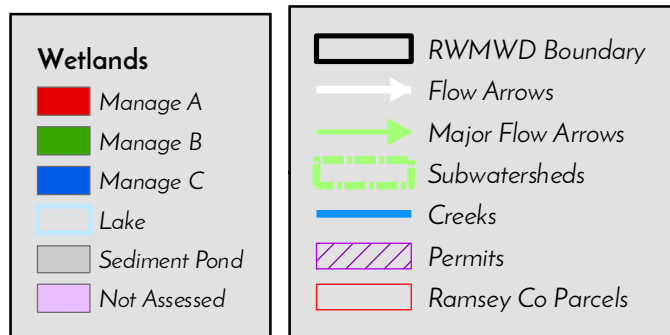 Wetlands
Manage A
Manage B
Manage C
Lake
Sediment Pond
Not Assessed
RWMWD Boundary
Flow Arrows
Major Flow Arrows
Subwatersheds
Creeks
Permits
Ramsey Co Parcels